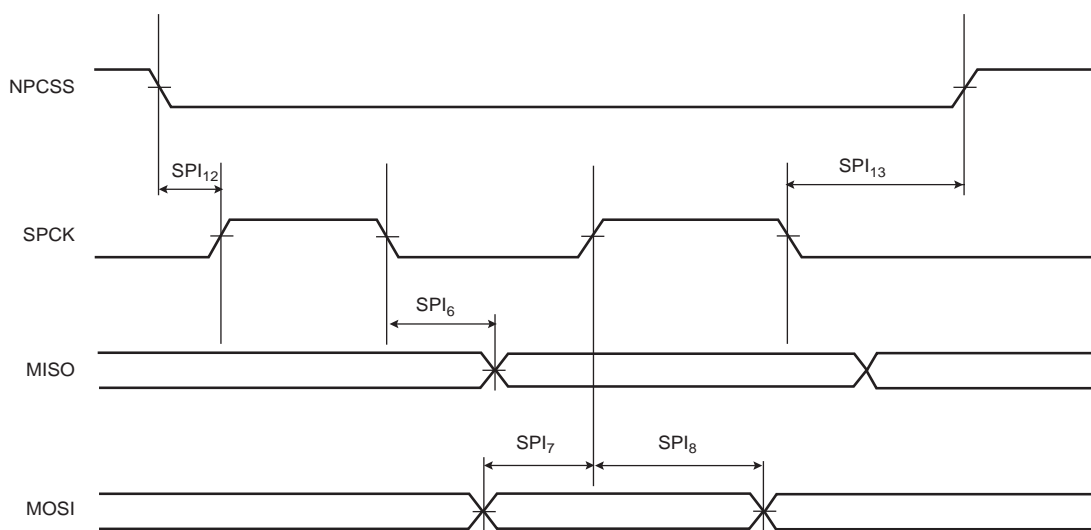 NPCSS
SPI₁₂
SPI₁₃
SPCK
SPI₆
MISO
SPI₇
SPI₈
MOSI